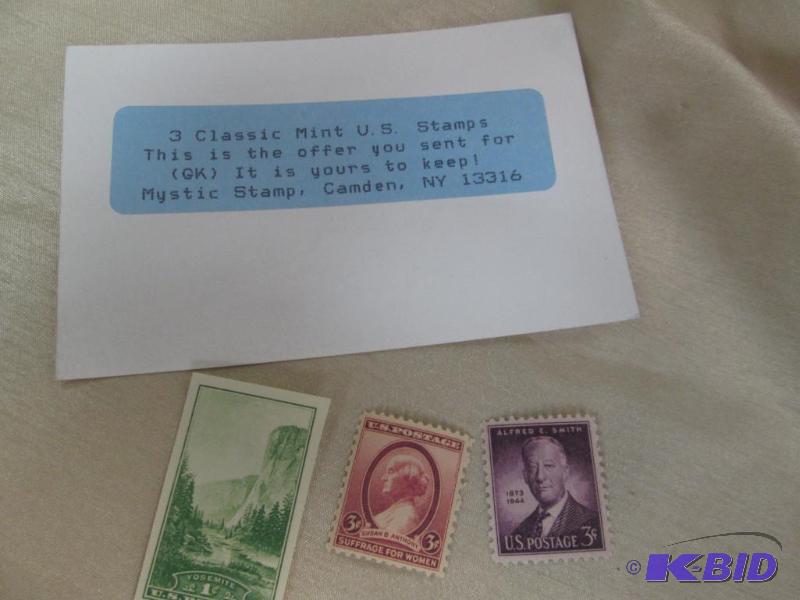 3 Classic Mint U.S. Stamps
This is the offer you sent for
(GK) It is yours to keep!
Mystic Stamp, Camden, NY 13316
YOSEMITE
1¢
U.S. POSTAGE
3¢ 3¢
SUSAN B. ANTHONY
SUFFRAGE FOR WOMEN
ALFRED E. SMITH
1873
1944
U.S. POSTAGE 3¢
© K-BID